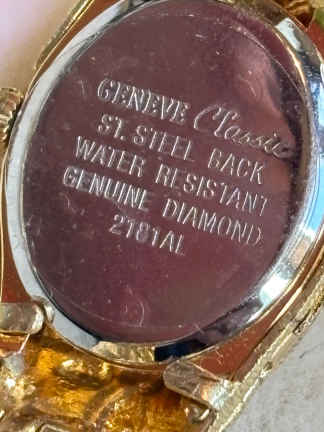 GENEVE Classic
ST. STEEL BACK
WATER RESISTANT
GENUINE DIAMOND
2181AL